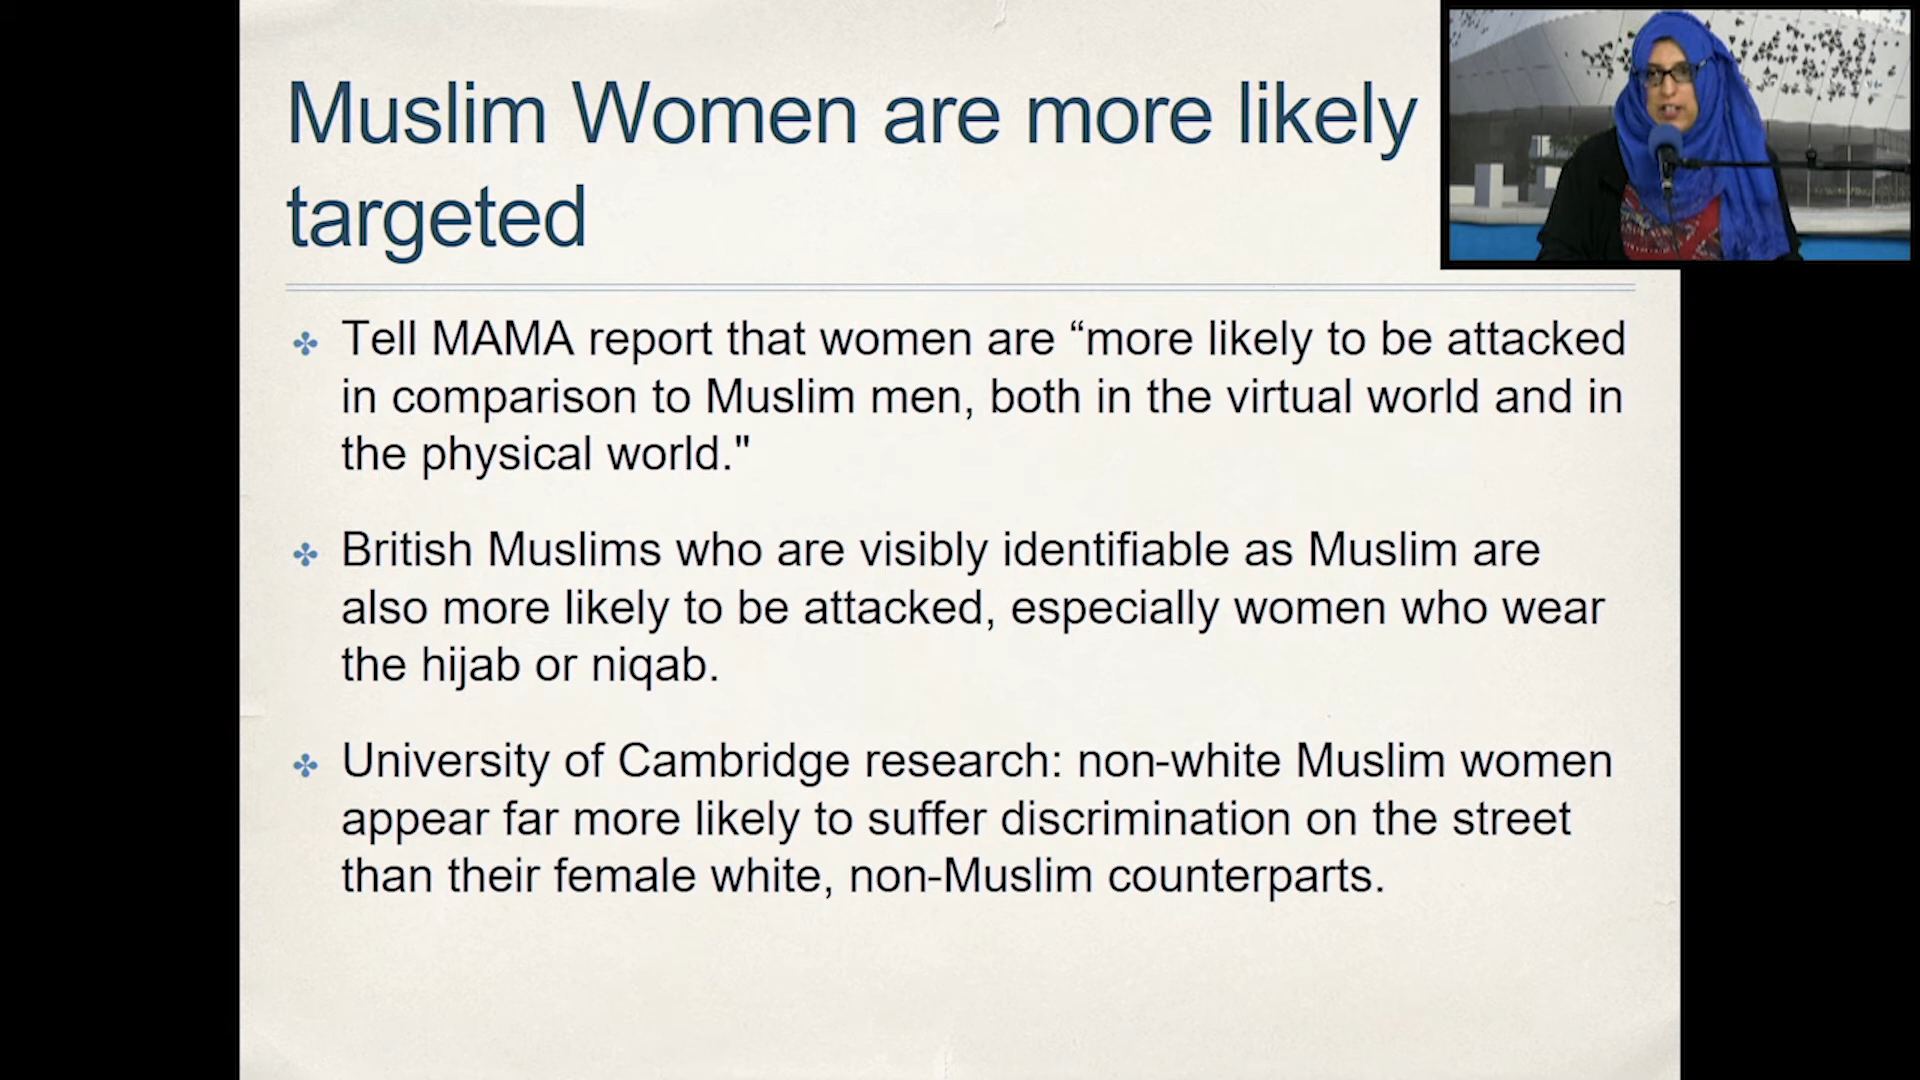 Muslim Women are more likely
targeted
Tell MAMA report that women are “more likely to be attacked
in comparison to Muslim men, both in the virtual world and in
the physical world."
British Muslims who are visibly identifiable as Muslim are
also more likely to be attacked, especially women who wear
the hijab or niqab.
University of Cambridge research: non-white Muslim women
appear far more likely to suffer discrimination on the street
than their female white, non-Muslim counterparts.